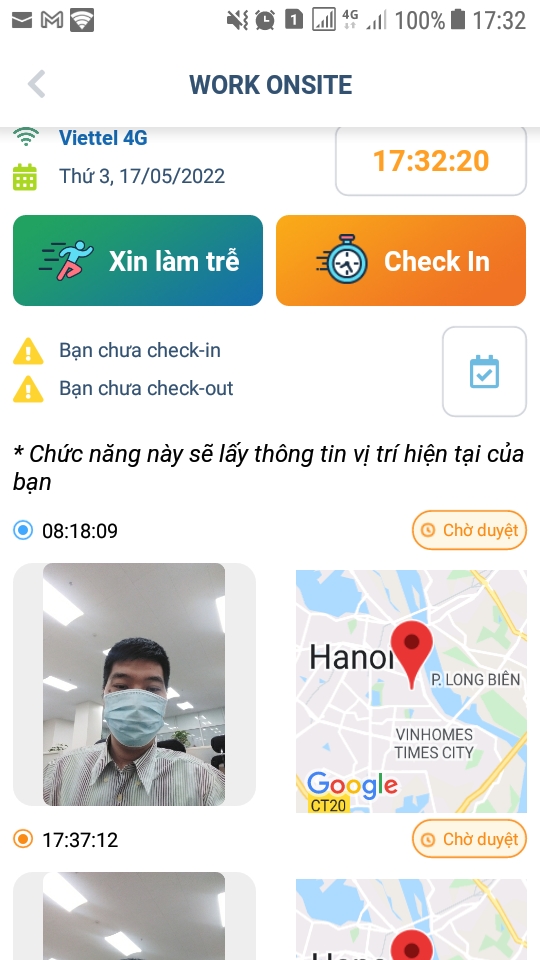 1 4G 100% 17:32
WORK ONSITE
Viettel 4G
17:32:20
Thứ 3, 17/05/2022
Xin làm trễ
Check In
Bạn chưa check-in
Bạn chưa check-out
* Chức năng này sẽ lấy thông tin vị trí hiện tại của
bạn
08:18:09
Chờ duyệt
Hanoi
P. LONG BIÊN
VINHOMES
TIMES CITY
Google
CT20
17:37:12
Chờ duyệt